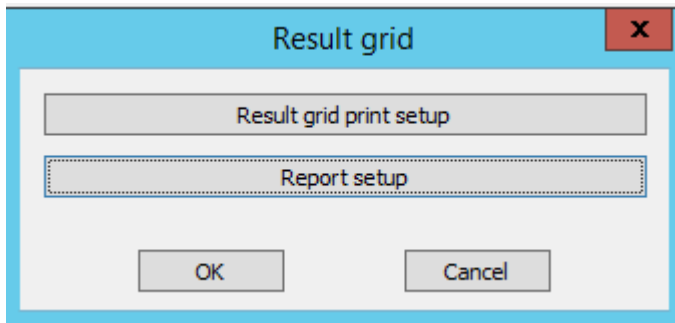 Result grid
x
Result grid print setup
Report setup
OK
Cancel